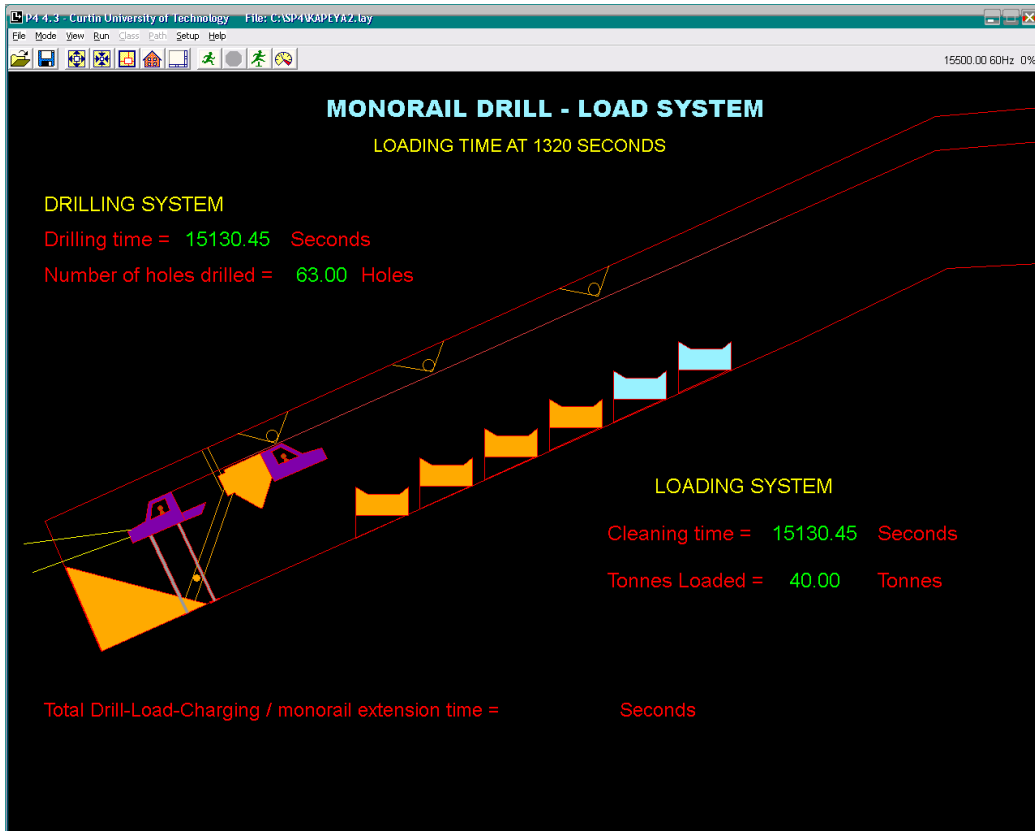 P4 4.3 - Curtin University of Technology File: C:\SP4\KAPEYA2.lay
File Mode View Run Class Path Setup Help
15500.00 60Hz 0%
MONORAIL DRILL - LOAD SYSTEM
LOADING TIME AT 1320 SECONDS
DRILLING SYSTEM
Drilling time = 15130.45 Seconds
Number of holes drilled = 63.00 Holes
LOADING SYSTEM
Cleaning time = 15130.45 Seconds
Tonnes Loaded = 40.00 Tonnes
Total Drill-Load-Charging / monorail extension time = Seconds